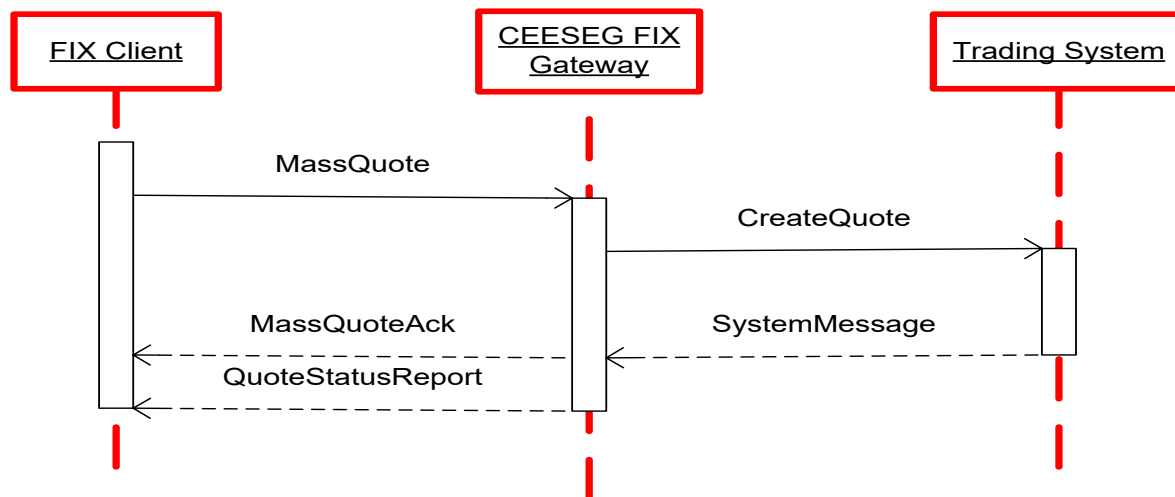 FIX Client
CEESEG FIX
Gateway
Trading System
MassQuote
CreateQuote
MassQuoteAck
SystemMessage
QuoteStatusReport